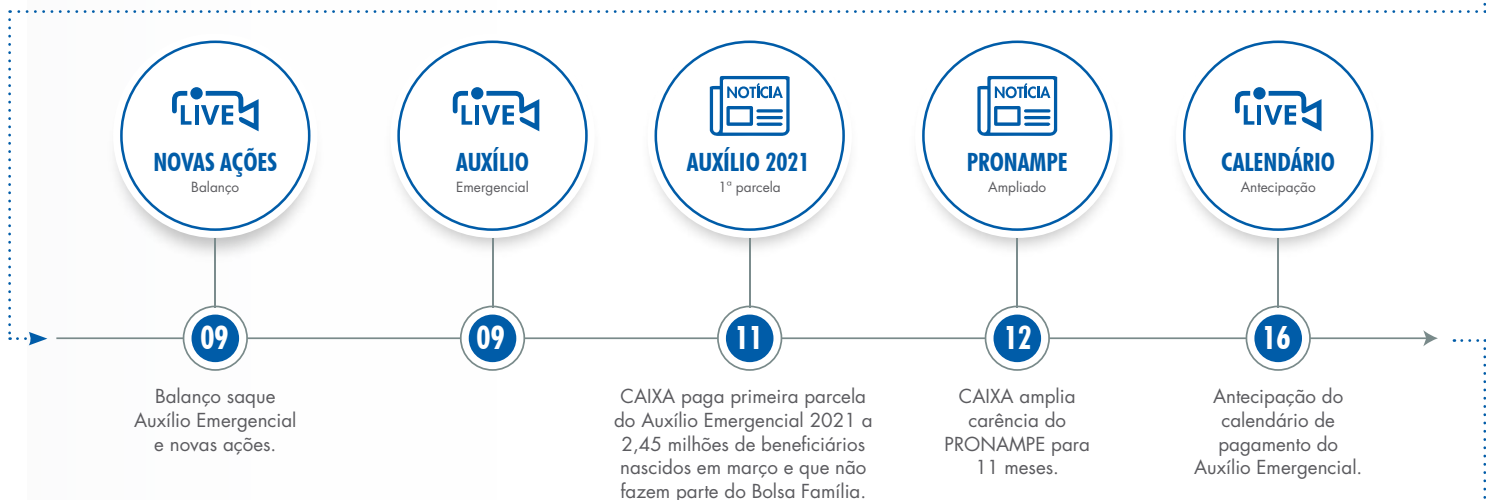 LIVE
NOVAS AÇÕES
Balanço
LIVE
AUXÍLIO
Emergencial
NOTÍCIA
AUXÍLIO 2021
1ª parcela
NOTÍCIA
PRONAMPE
Ampliado
LIVE
CALENDÁRIO
Antecipação
09
09
11
12
16
Balanço saque
Auxílio Emergencial
e novas ações.
CAIXA paga primeira parcela
do Auxílio Emergencial 2021 a
2,45 milhões de beneficiários
nascidos em março e que não
fazem parte do Bolsa Família.
CAIXA amplia
carência do
PRONAMPE para
11 meses.
Antecipação do
calendário de
pagamento do
Auxílio Emergencial.